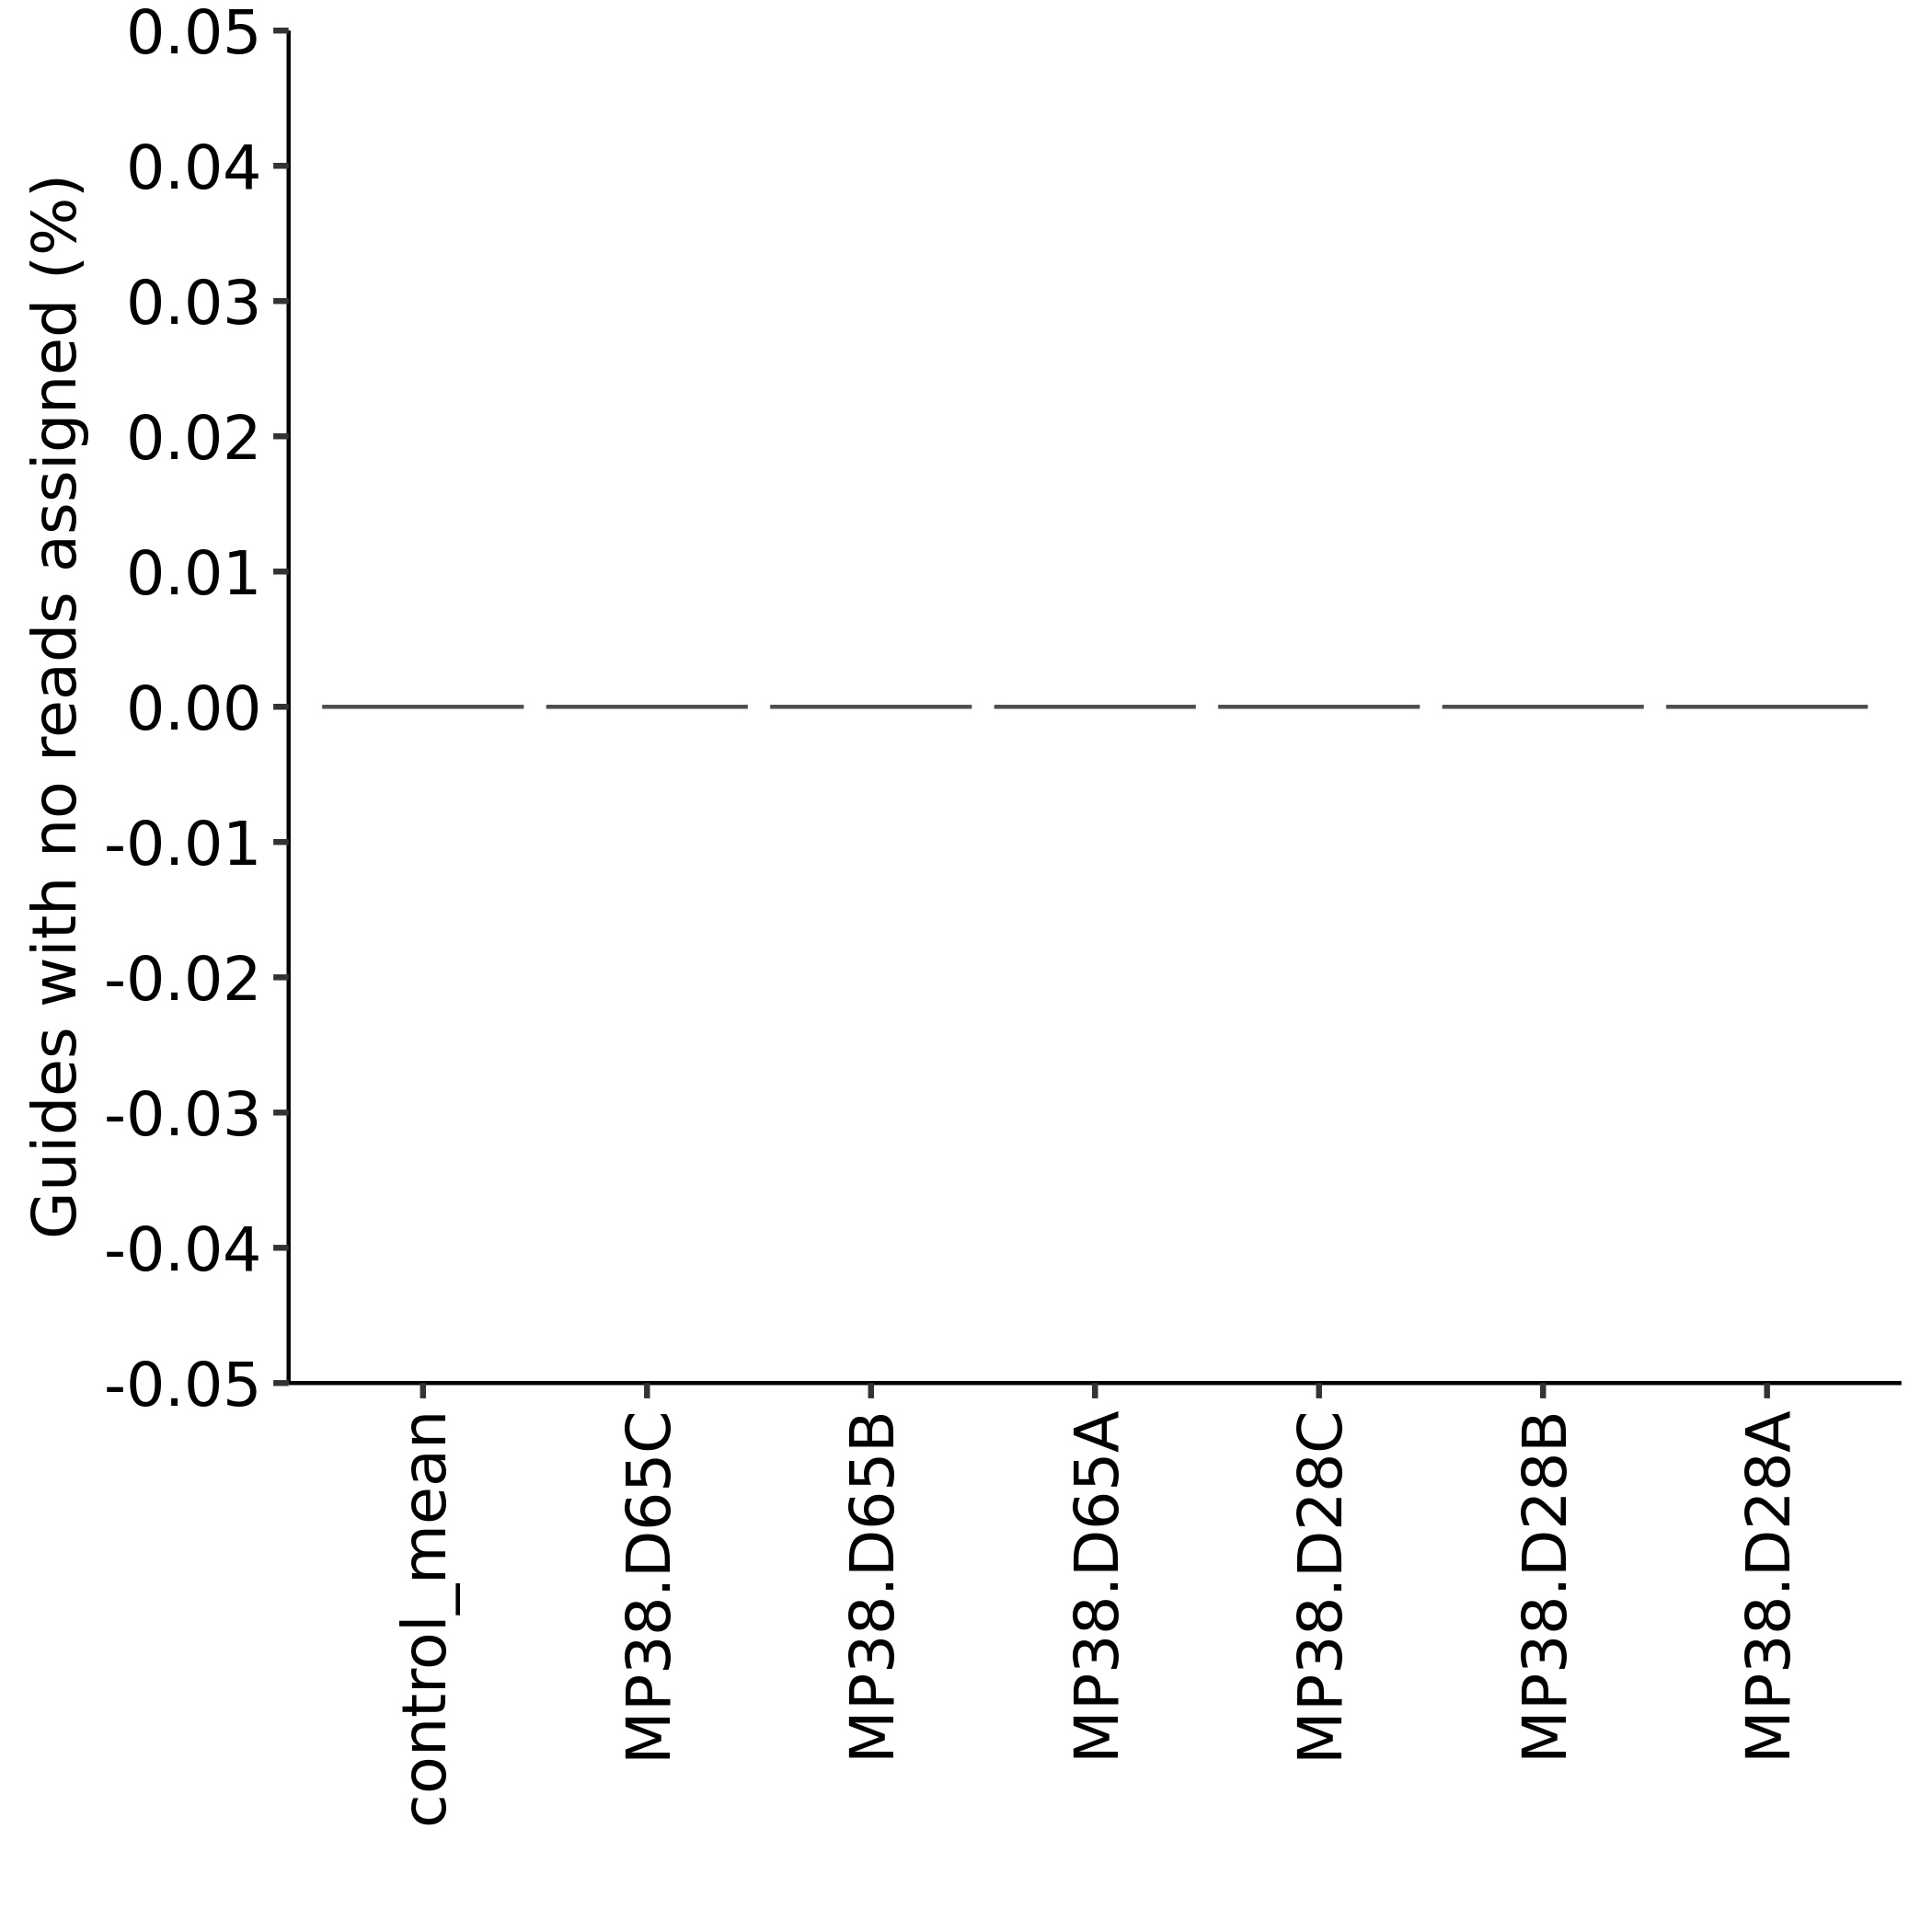 Guides with no reads assigned (%)
0.05
0.04
0.03
0.02
0.01
0.00
-0.01
-0.02
-0.03
-0.04
-0.05
control_mean
MP38.D65C
MP38.D65B
MP38.D65A
MP38.D28C
MP38.D28B
MP38.D28A